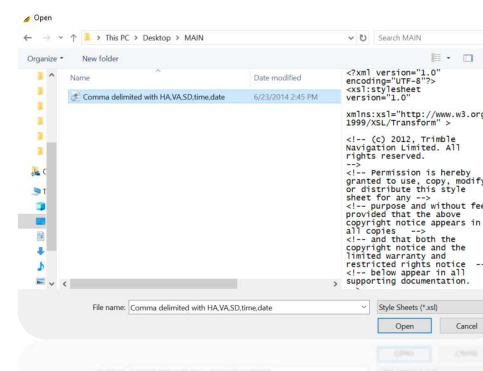 Open
This PC > Desktop > MAIN
Search MAIN
Organize
New folder
Name
Date modified
Comma delimited with HA,VA,SD,time,date
6/23/2014 2:45 PM
<?xml version="1.0"
encoding="UTF-8"?>
<xsl:stylesheet
version="1.0"
xmlns:xsl="http://www.w3.org
1999/XSL/Transform" >
<!-- (c) 2012, Trimble
Navigation Limited. All
rights reserved.
-->
<!-- Permission is hereby
granted to use, copy, modify
or distribute this style
sheet for any -->
<!-- purpose and without fee
provided that the above
copyright notice appears in
all copies -->
<!-- and that both the
copyright notice and the
limited warranty and
restricted rights notice --
<!-- below appear in all
supporting documentation.
File name:
Comma delimited with HA,VA,SD,time,date
Style Sheets (*.xsl)
Open
Cancel